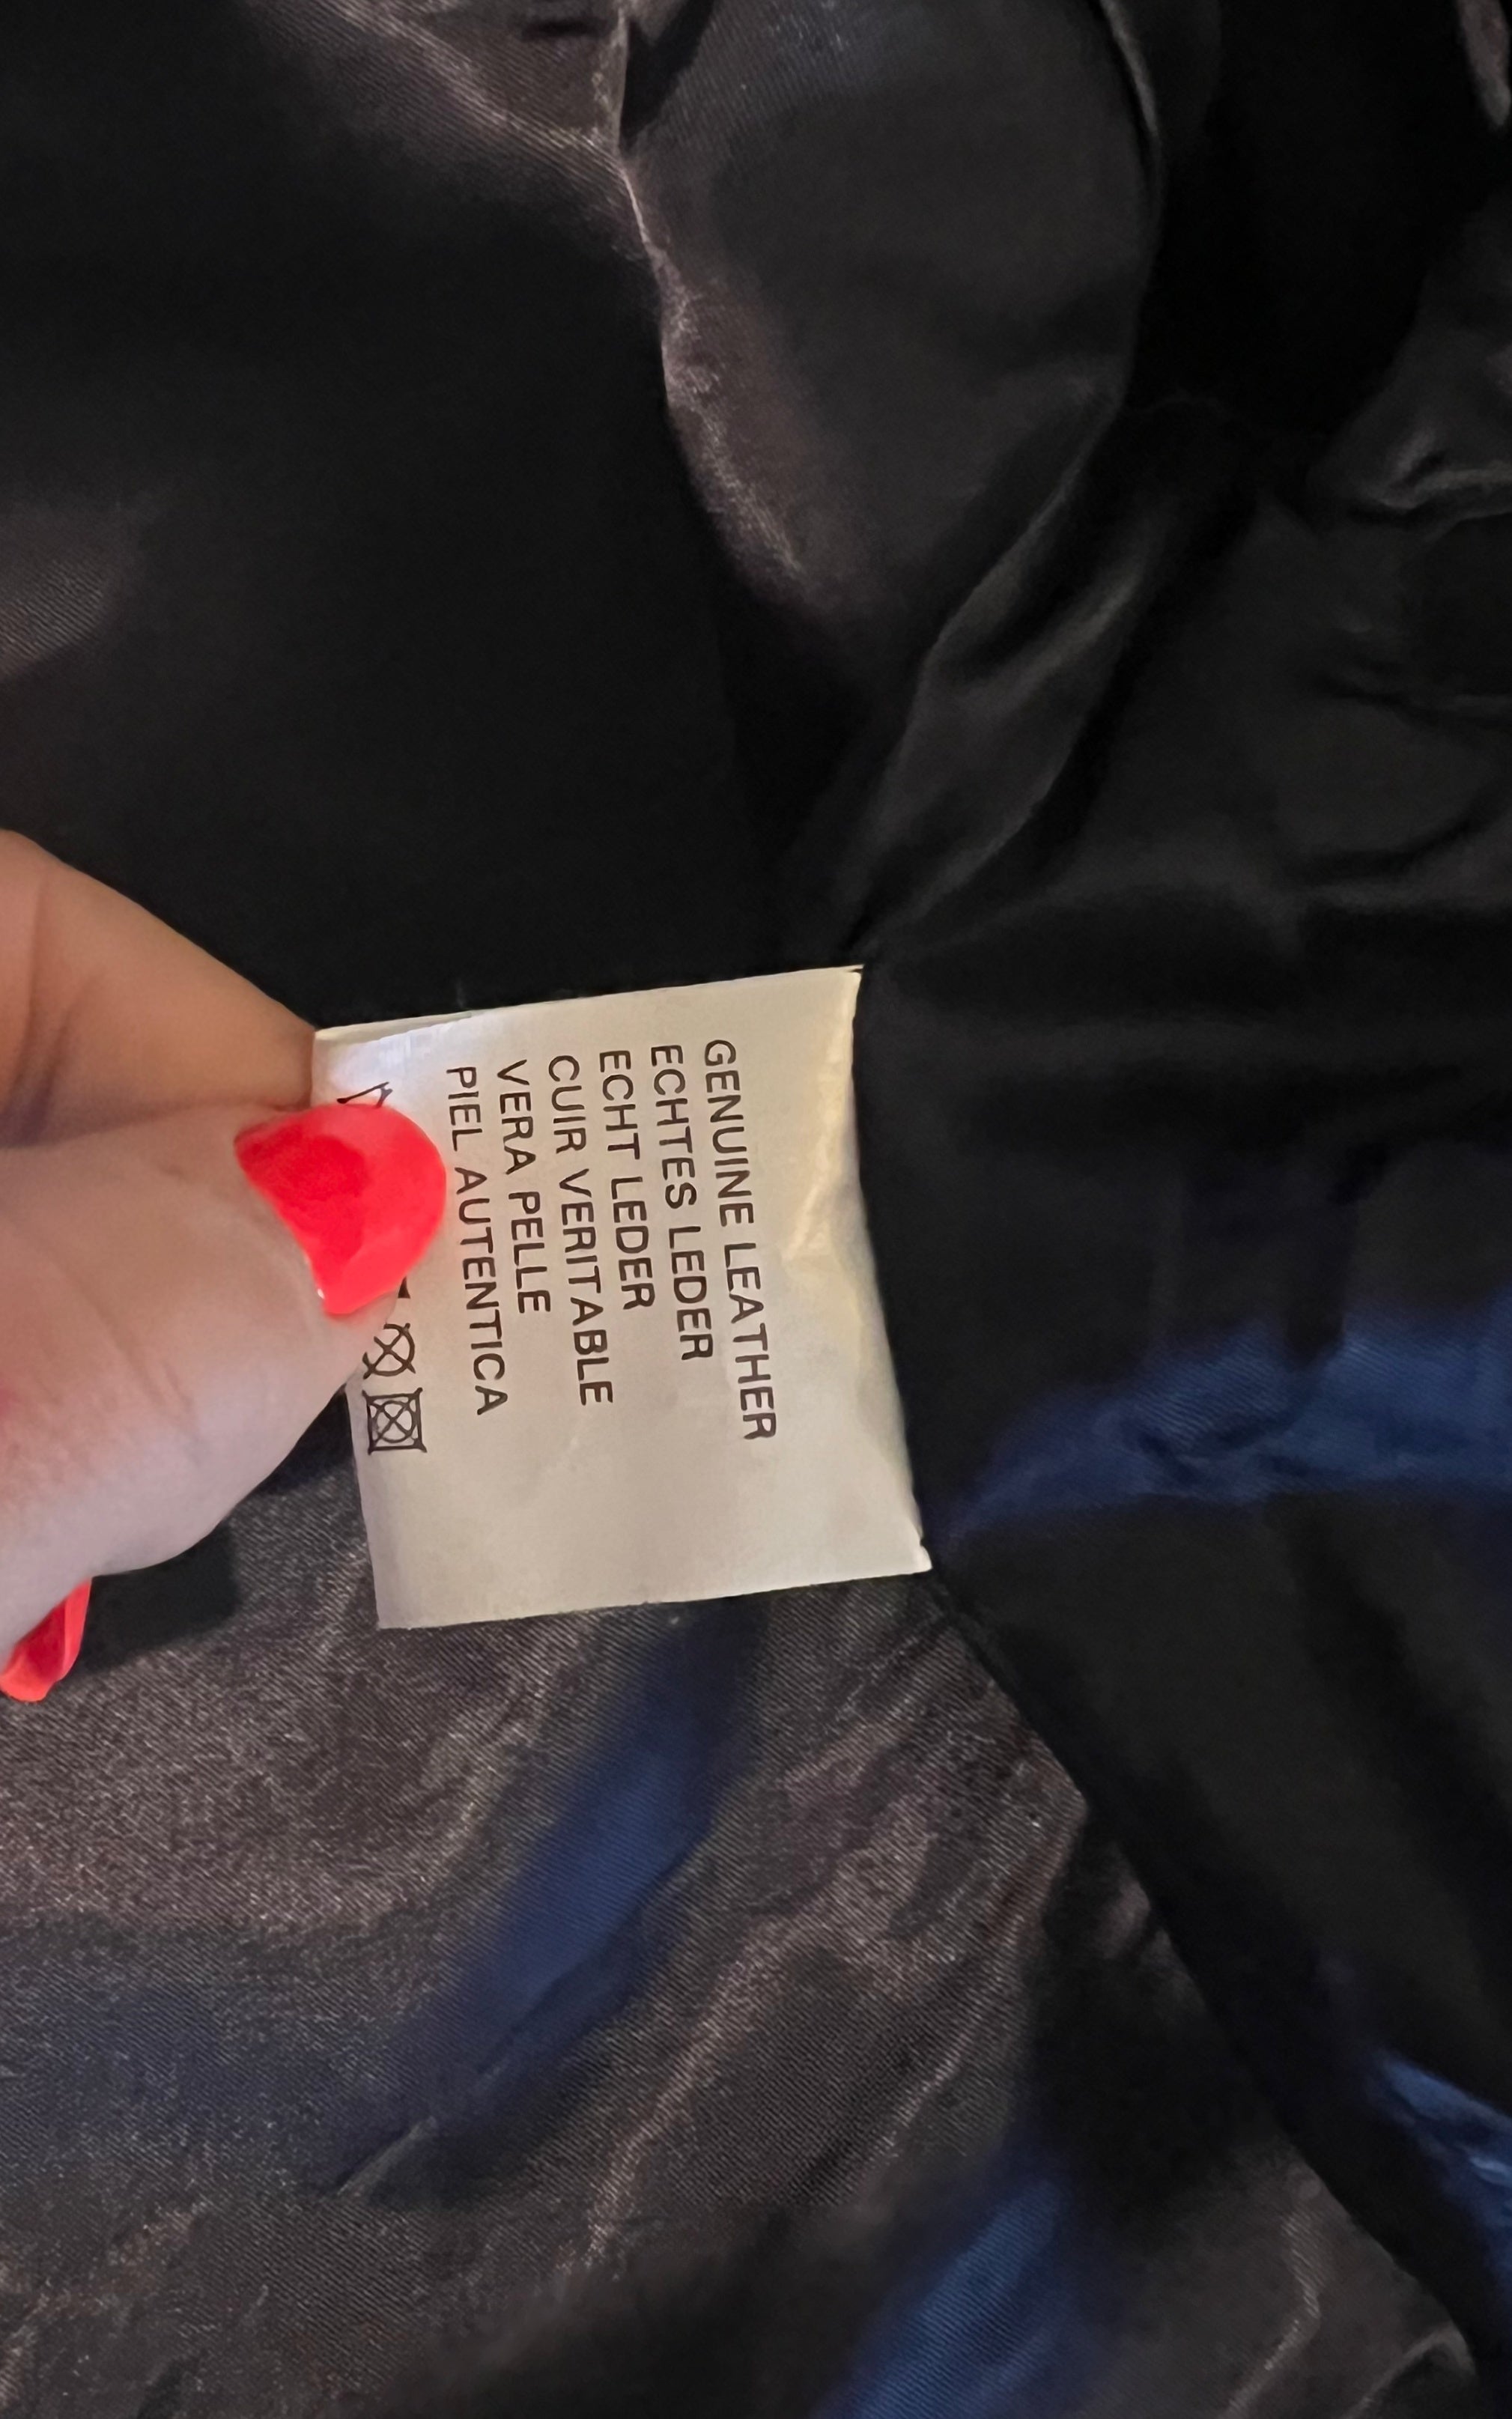 GENUINE LEATHER
ECHTES LEDER
ECHT LEDER
CUIR VERITABLE
VERA PELLE
PIEL AUTENTICA